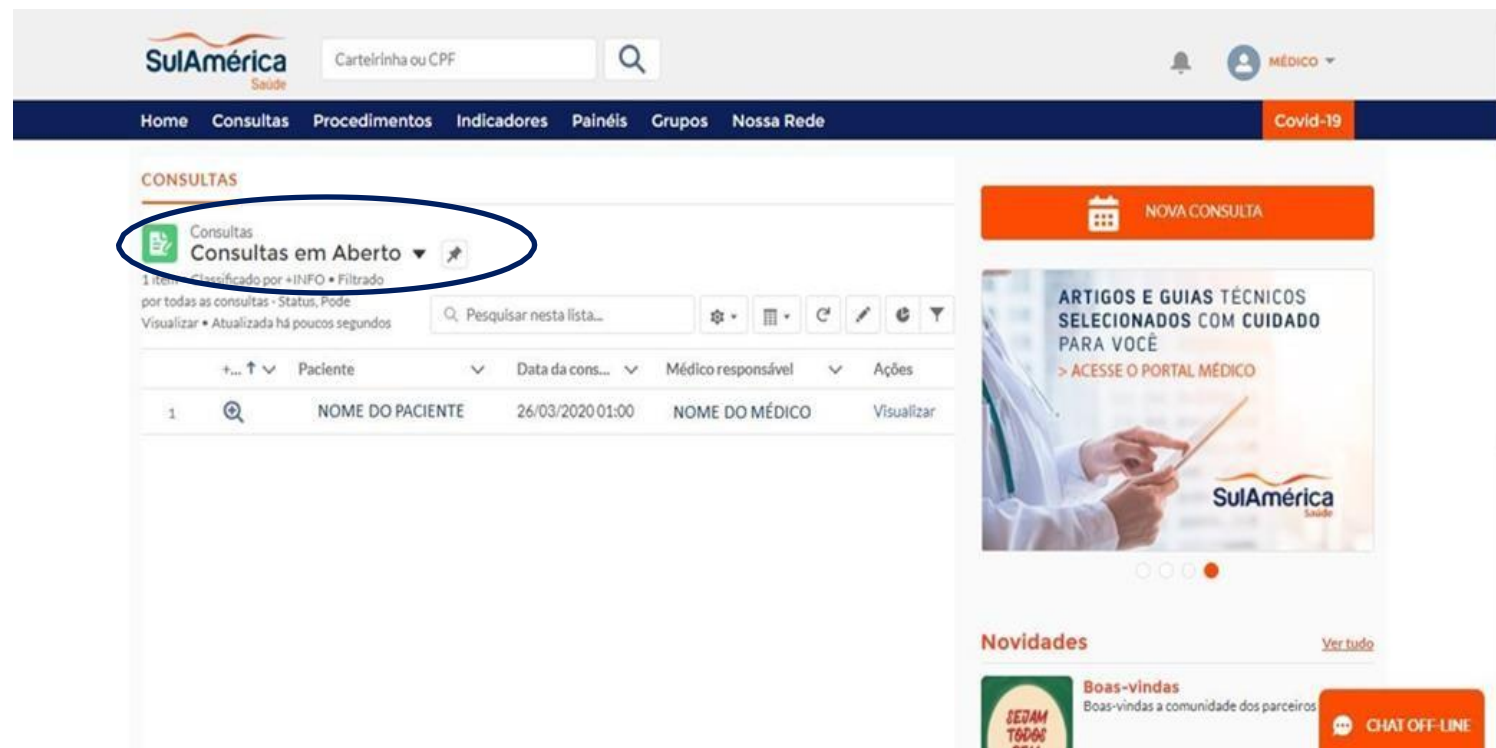 SulAmérica
Saúde
Carteirinha ou CPF
MÉDICO
Home Consultas Procedimentos Indicadores Painéis Grupos Nossa Rede Covid-19
CONSULTAS
Consultas
Consultas em Aberto
1 item • Classificado por +INFO • Filtrado
por todas as consultas - Status, Pode
Visualizar • Atualizada há poucos segundos
Pesquisar nesta lista...
+... Paciente Data da cons... Médico responsável Ações
1 NOME DO PACIENTE 26/03/2020 01:00 NOME DO MÉDICO Visualizar
NOVA CONSULTA
ARTIGOS E GUIAS TÉCNICOS
SELECIONADOS COM CUIDADO
PARA VOCÊ
> ACESSE O PORTAL MÉDICO
SulAmérica
Saúde
Novidades Ver tudo
Boas-vindas
Boas-vindas a comunidade dos parceiros
SEJAM
TODOS
CHAT OFF-LINE